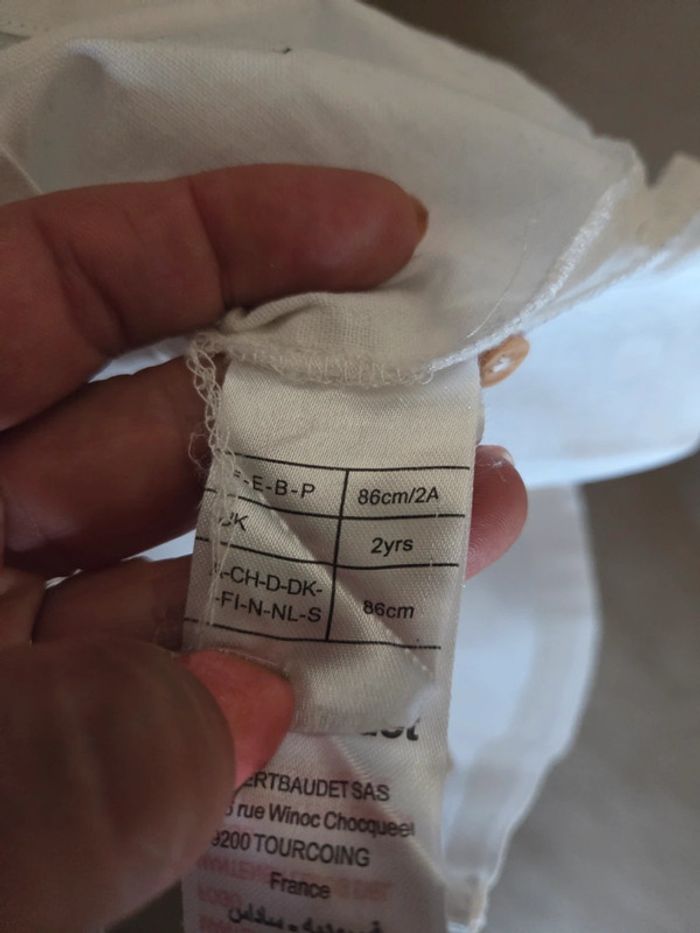 F-E-B-P 86cm/2A
UK 2yrs
-CH-D-DK-
-FI-N-NL-S 86cm
ERTBAUDET SAS
rue Winoc Chocqueel
9200 TOURCOING
France